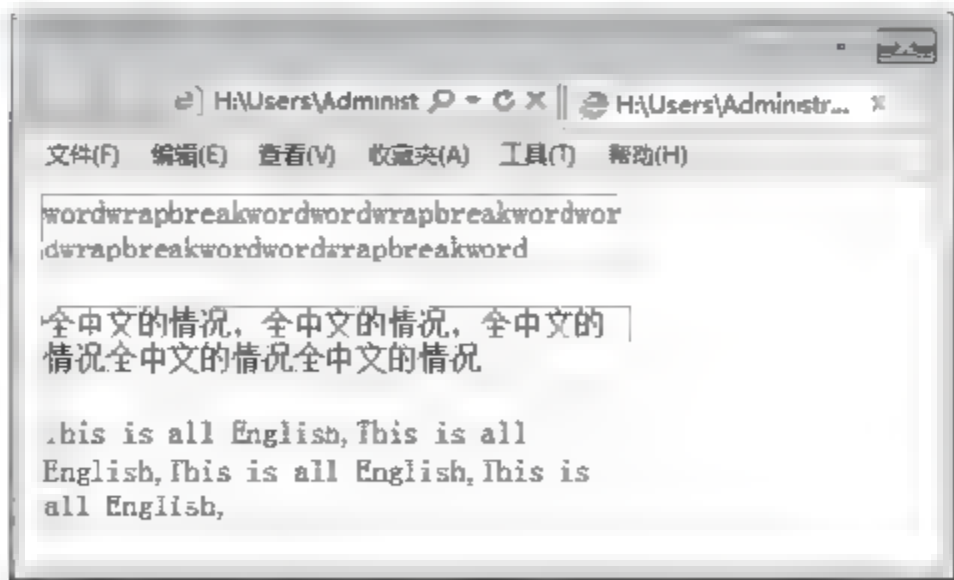 H:\Users\Administ
H:\Users\Administr...
文件(F) 编辑(E) 查看(V) 收藏夹(A) 工具(T) 帮助(H)
wordwrapbreakwordwordwrapbreakwordwor
dwrapbreakwordwordwrapbreakword
全中文的情况，全中文的情况，全中文的
情况全中文的情况全中文的情况
This is all English,This is all
English,This is all English,This is
all English,